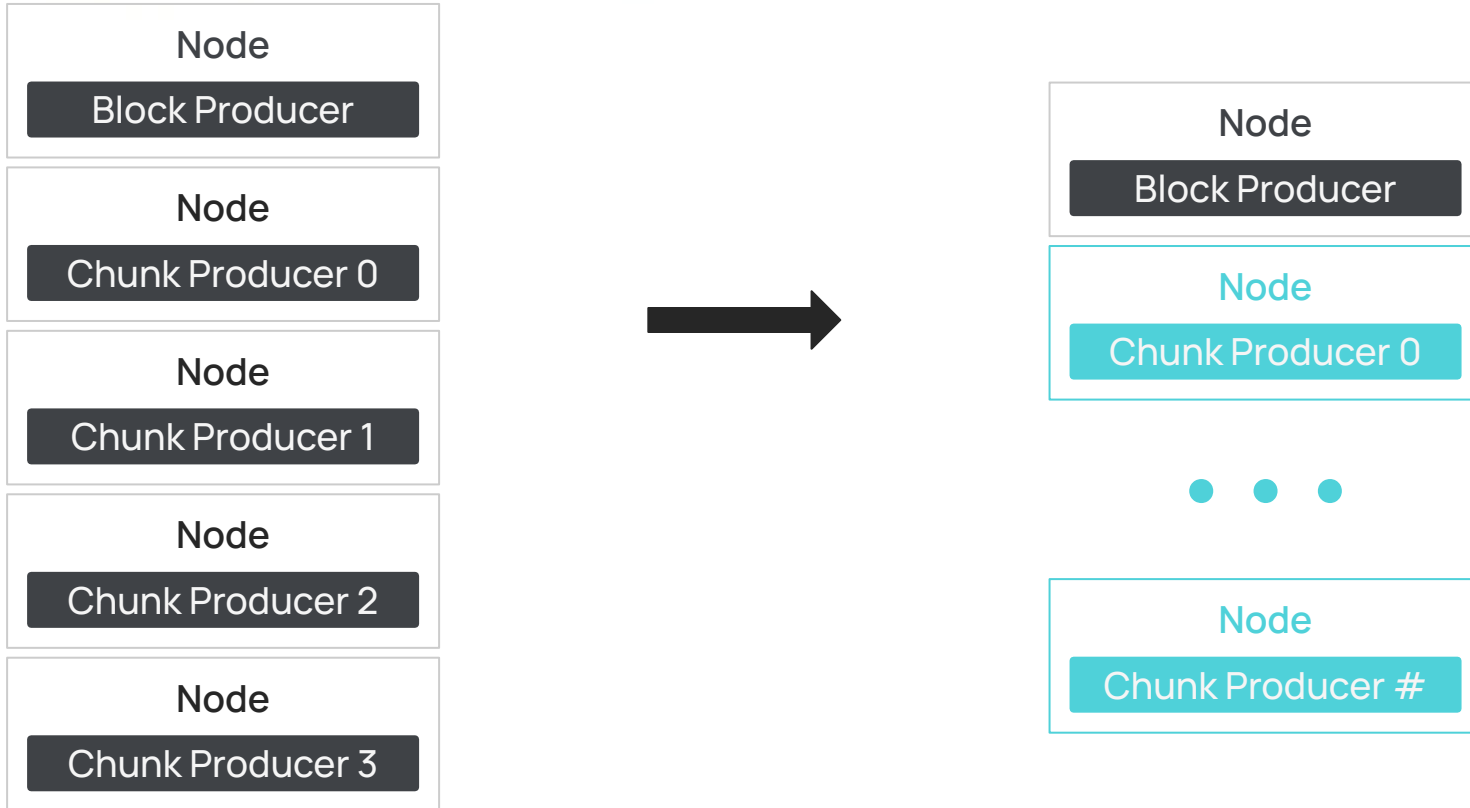 Node
Block Producer
Node
Chunk Producer 0
Node
Chunk Producer 1
Node
Chunk Producer 2
Node
Chunk Producer 3
Node
Block Producer
Node
Chunk Producer 0
Node
Chunk Producer #